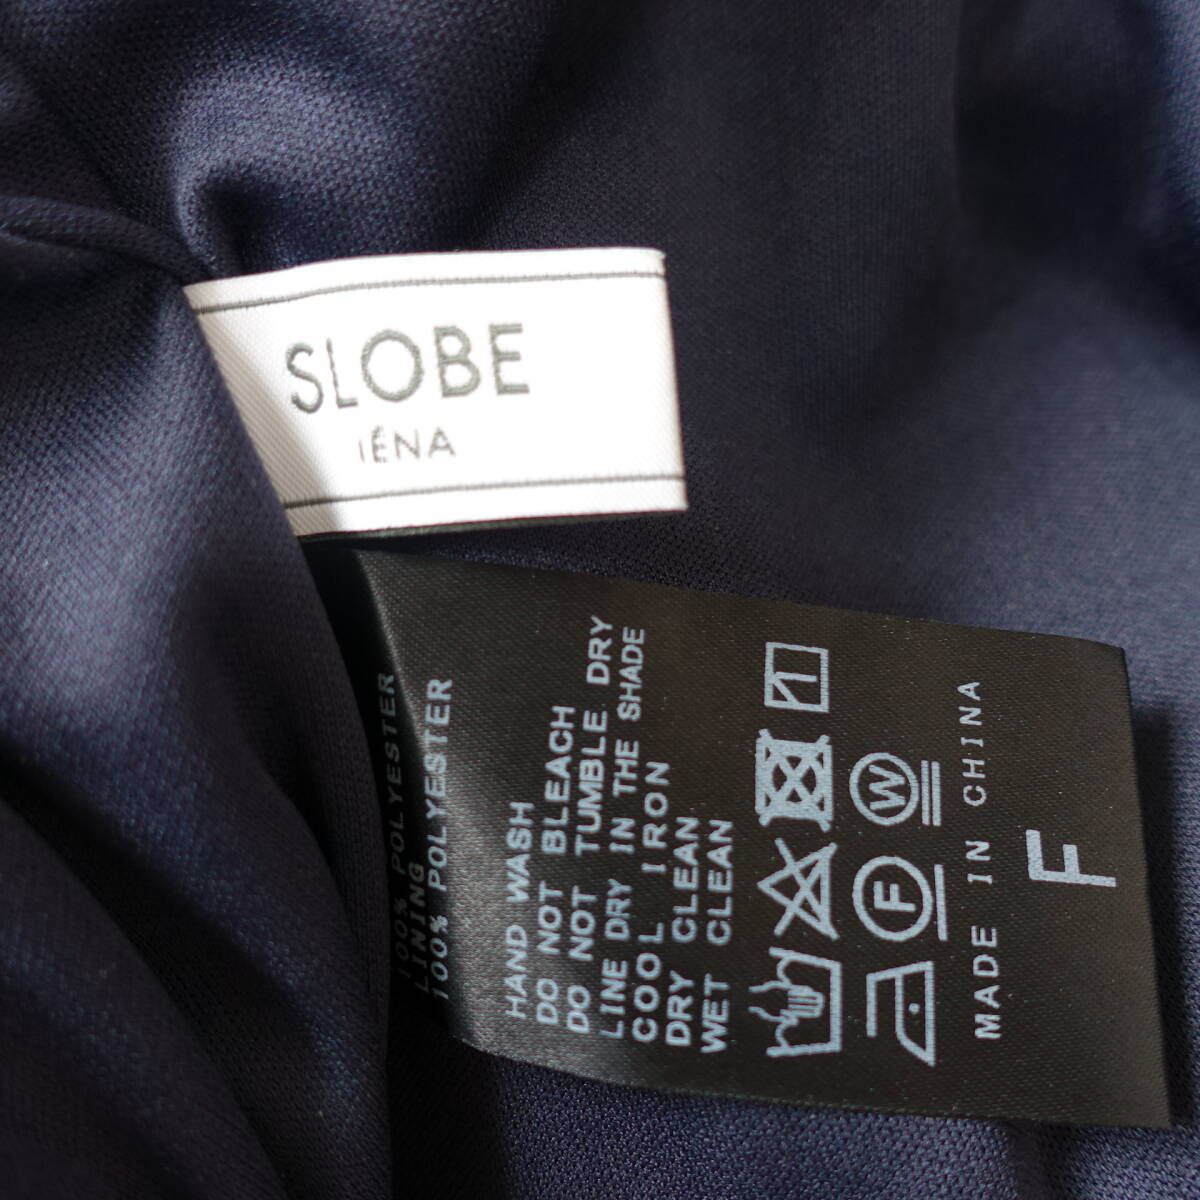 SLOBE
IÉNA
100% POLYESTER
LINING
100% POLYESTER
HAND WASH
DO NOT BLEACH
DO NOT TUMBLE DRY
LINE DRY IN THE SHADE
COOL IRON
DRY CLEAN
WET CLEAN
W
F
MADE IN CHINA
F